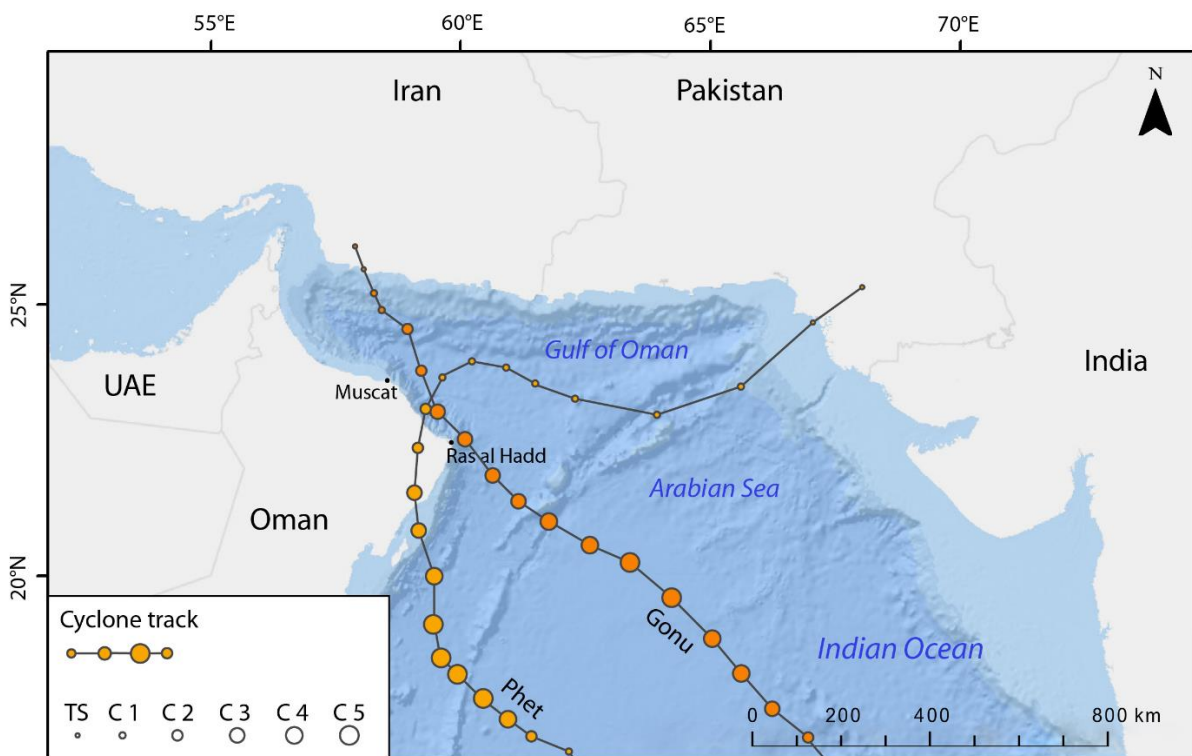 55°E
60°E
65°E
70°E
N
Iran
Pakistan
25°N
Gulf of Oman
India
UAE
Muscat
Ras al Hadd
Arabian Sea
Oman
20°N
Cyclone track
Gonu
Indian Ocean
Phet
TS C 1 C 2 C 3 C 4 C 5
0 200 400 800 km